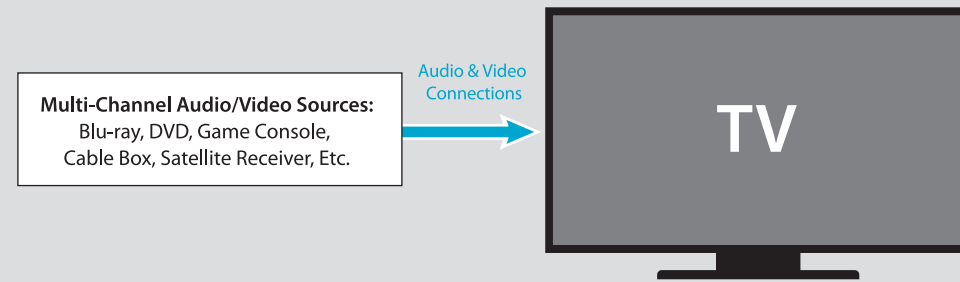 Multi-Channel Audio/Video Sources:
Blu-ray, DVD, Game Console,
Cable Box, Satellite Receiver, Etc.
Audio & Video
Connections
TV